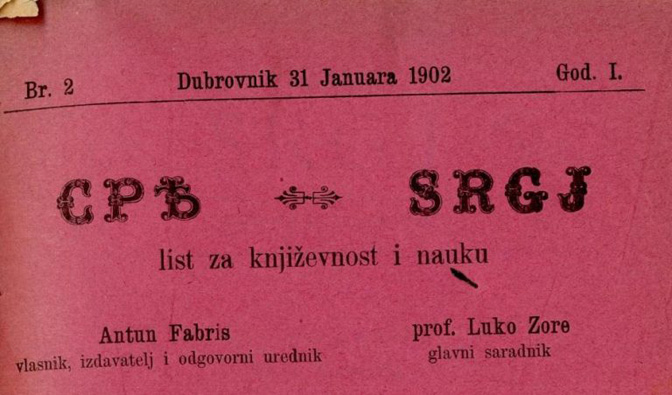 Br. 2 Dubrovnik 31 Januara 1902 God. I.
СРЂ SRGJ
list za književnost i nauku
Antun Fabris prof. Luko Zore
vlasnik, izdavatelj i odgovorni urednik glavni saradnik